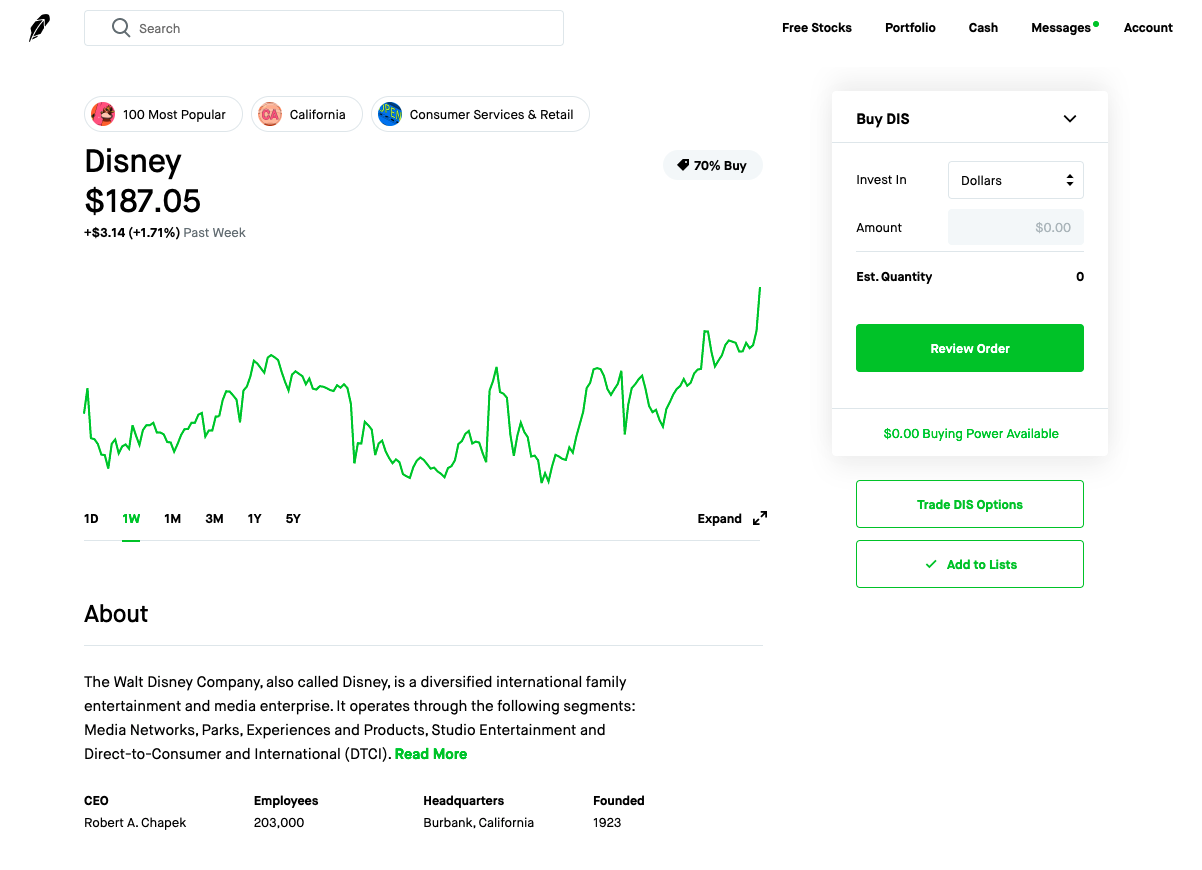 Search
Free Stocks Portfolio Cash Messages Account
100 Most Popular
CA California
OPEN Consumer Services & Retail
Disney
$187.05
70% Buy
+$3.14 (+1.71%) Past Week
1D 1W 1M 3M 1Y 5Y
Expand
About
The Walt Disney Company, also called Disney, is a diversified international family
entertainment and media enterprise. It operates through the following segments:
Media Networks, Parks, Experiences and Products, Studio Entertainment and
Direct-to-Consumer and International (DTCI). Read More
CEO Employees Headquarters Founded
Robert A. Chapek 203,000 Burbank, California 1923
Buy DIS
Invest In Dollars
Amount $0.00
Est. Quantity 0
Review Order
$0.00 Buying Power Available
Trade DIS Options
Add to Lists